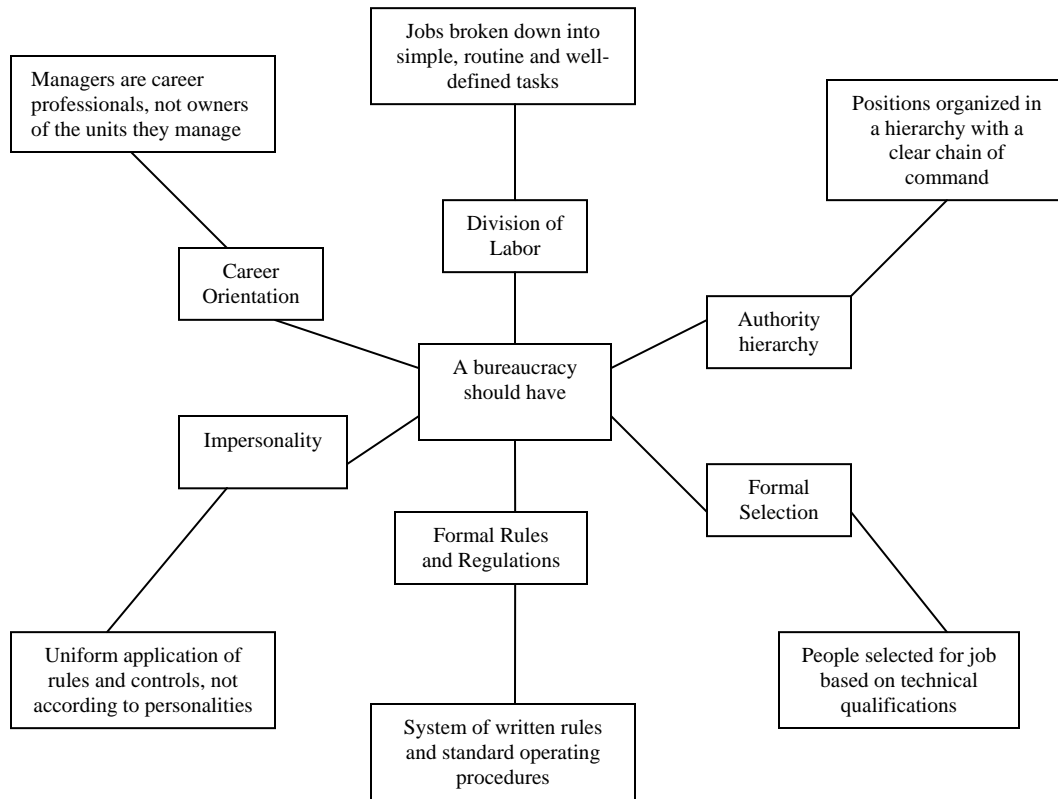 Jobs broken down into
simple, routine and well-
defined tasks
Managers are career
professionals, not owners
of the units they manage
Positions organized in
a hierarchy with a
clear chain of
command
Division of
Labor
Career
Orientation
Authority
hierarchy
A bureaucracy
should have
Impersonality
Formal
Selection
Formal Rules
and Regulations
Uniform application of
rules and controls, not
according to personalities
People selected for job
based on technical
qualifications
System of written rules
and standard operating
procedures